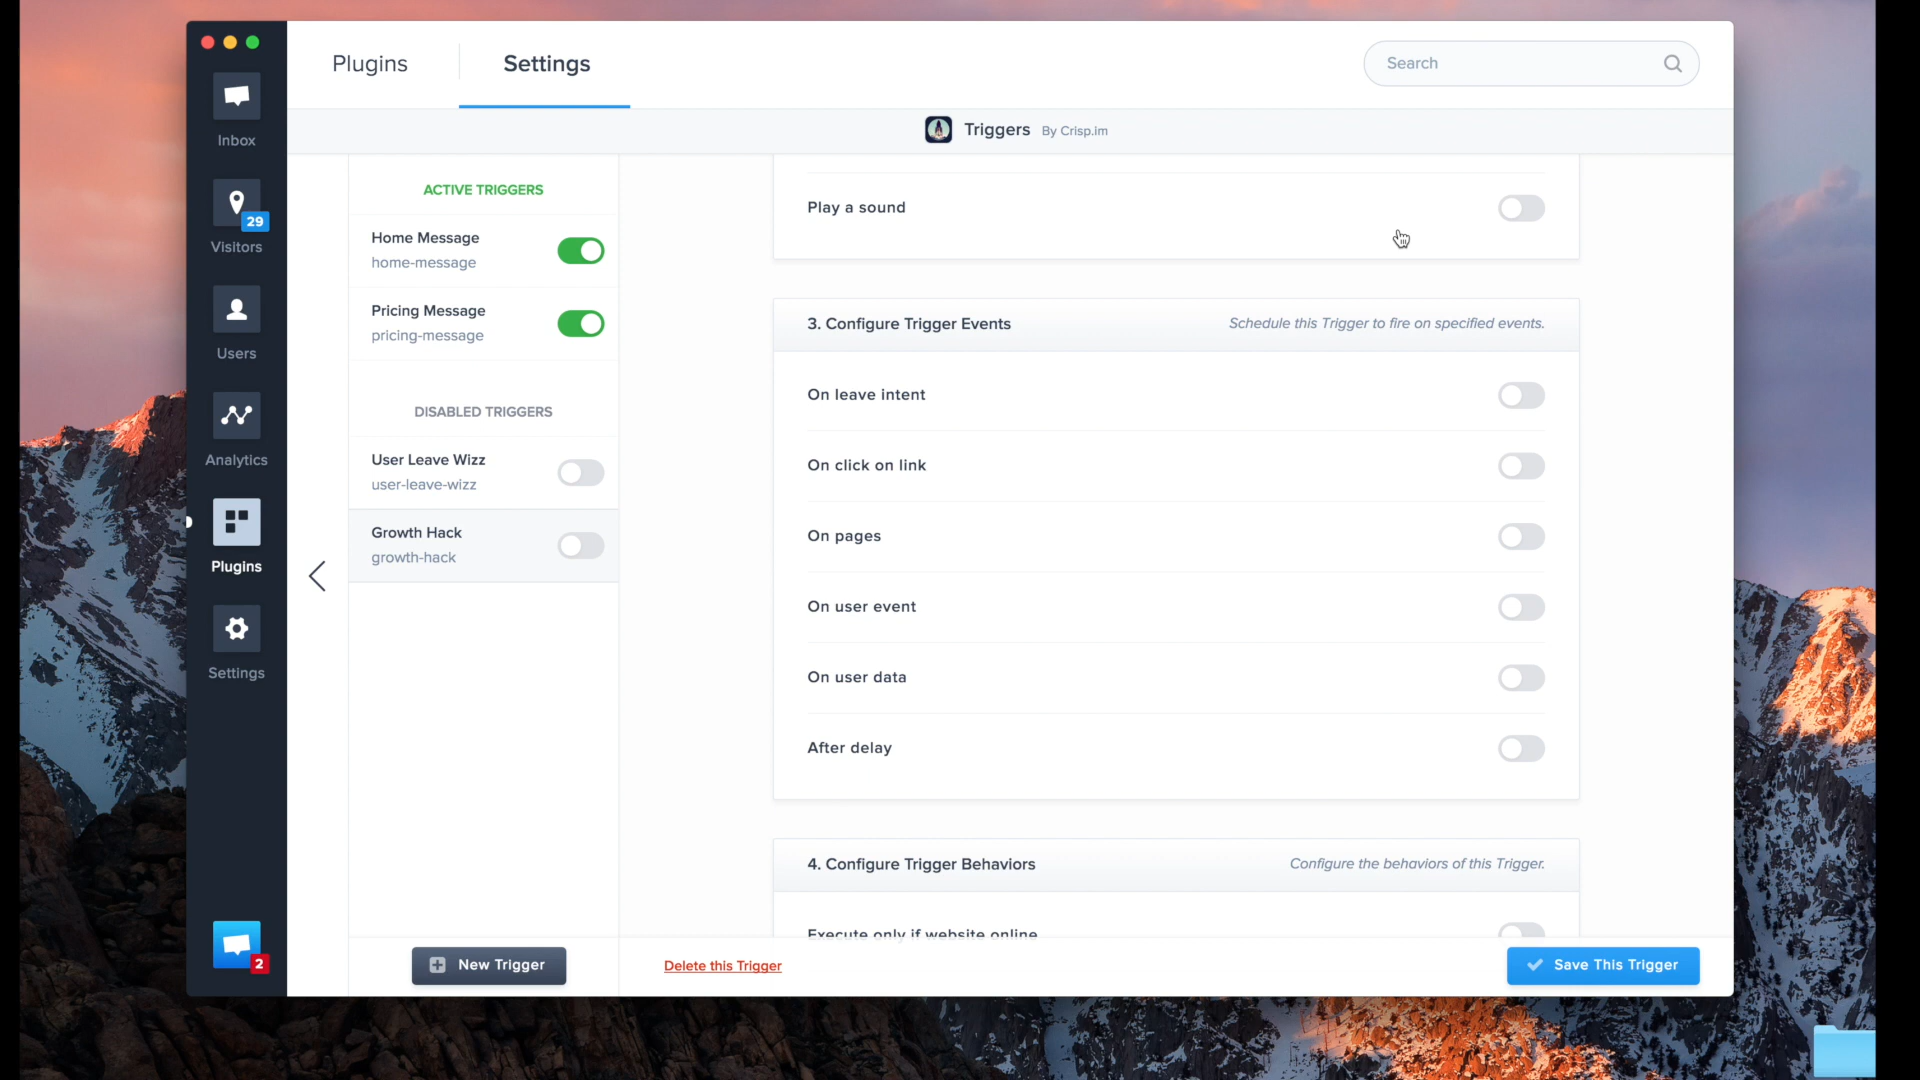 Plugins
Settings
Search
Triggers By Crisp.im
Inbox
29
Visitors
Users
Analytics
Plugins
Settings
2
ACTIVE TRIGGERS
Home Message
home-message
Pricing Message
pricing-message
DISABLED TRIGGERS
User Leave Wizz
user-leave-wizz
Growth Hack
growth-hack
New Trigger
Play a sound
3. Configure Trigger Events
Schedule this Trigger to fire on specified events.
On leave intent
On click on link
On pages
On user event
On user data
After delay
4. Configure Trigger Behaviors
Configure the behaviors of this Trigger.
Execute only if website online
Delete this Trigger
Save This Trigger